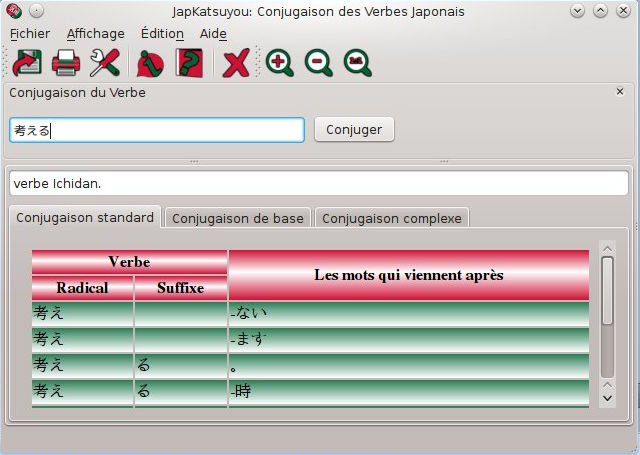 JapKatsuyou: Conjugaison des Verbes Japonais
Fichier Affichage Édition Aide
Conjugaison du Verbe
考える Conjuguer
verbe Ichidan.
Conjugaison standard Conjugaison de base Conjugaison complexe
Verbe
Les mots qui viennent après
Radical Suffixe
考え -ない
考え -ます
考え る 。
考え る -時